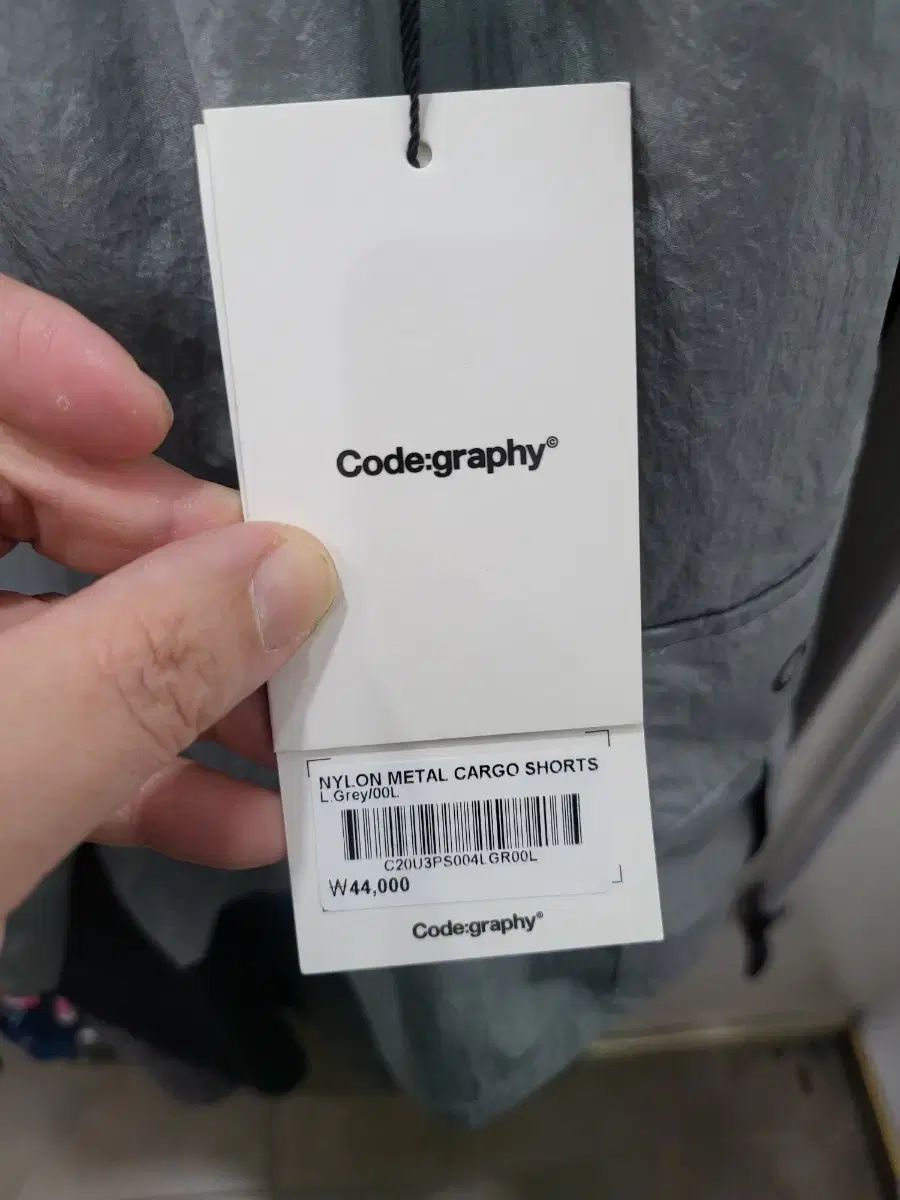 Code:graphy©
NYLON METAL CARGO SHORTS
L.Grey/00L
C20U3PS004LGR00L
₩44,000
Code:graphy®